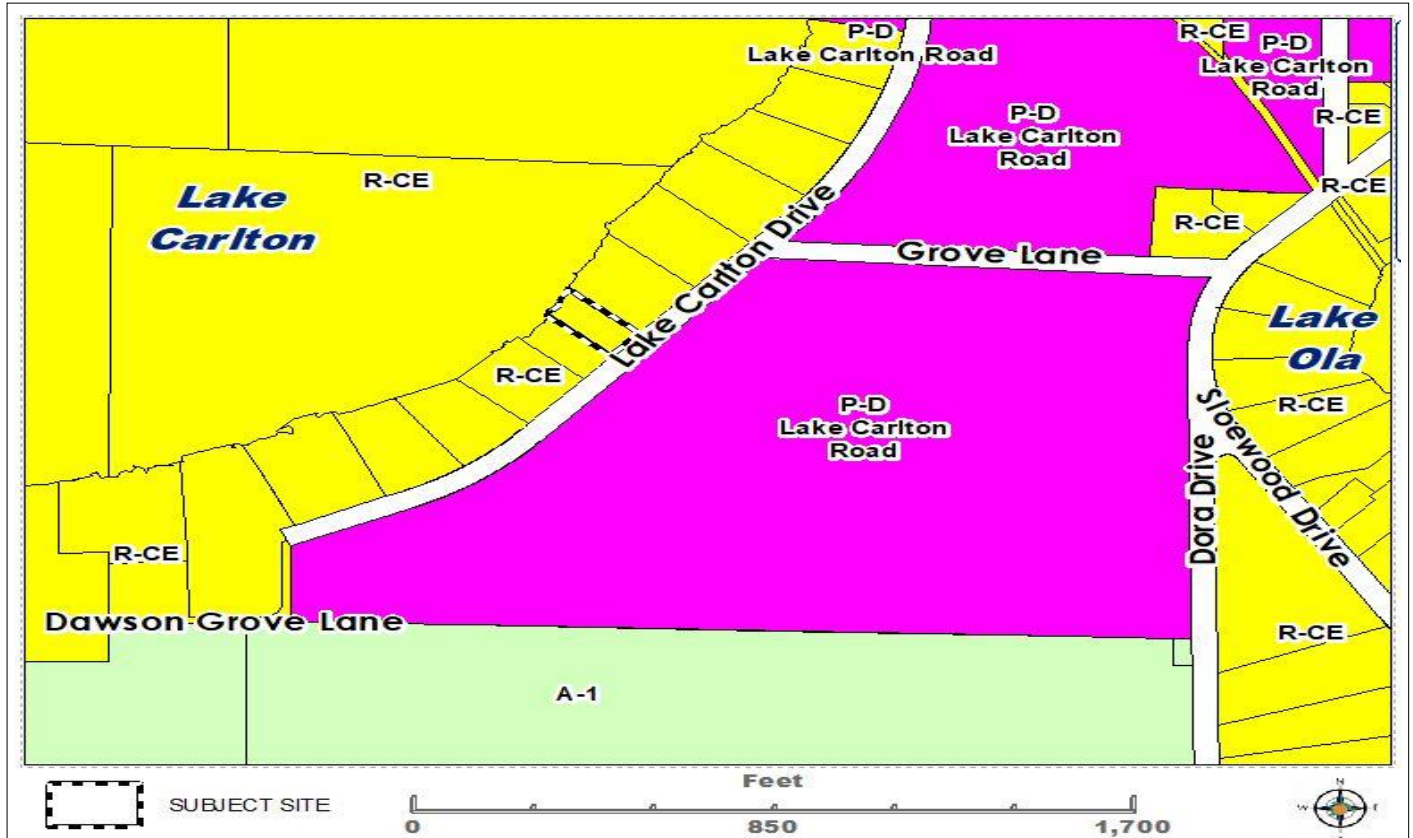 P-D
Lake Carlton Road
R-CE
P-D
Lake Carlton
Road
P-D
Lake Carlton
Road
R-CE
R-CE
Lake
Carlton
R-CE
R-CE
R-CE
Lake Carlton Drive
Grove Lane
Lake
Ola
R-CE
R-CE
P-D
Lake Carlton
Road
Sloewood Drive
Dora Drive
R-CE
Dawson Grove Lane
R-CE
A-1
SUBJECT SITE
Feet
0
850
1,700
N
W